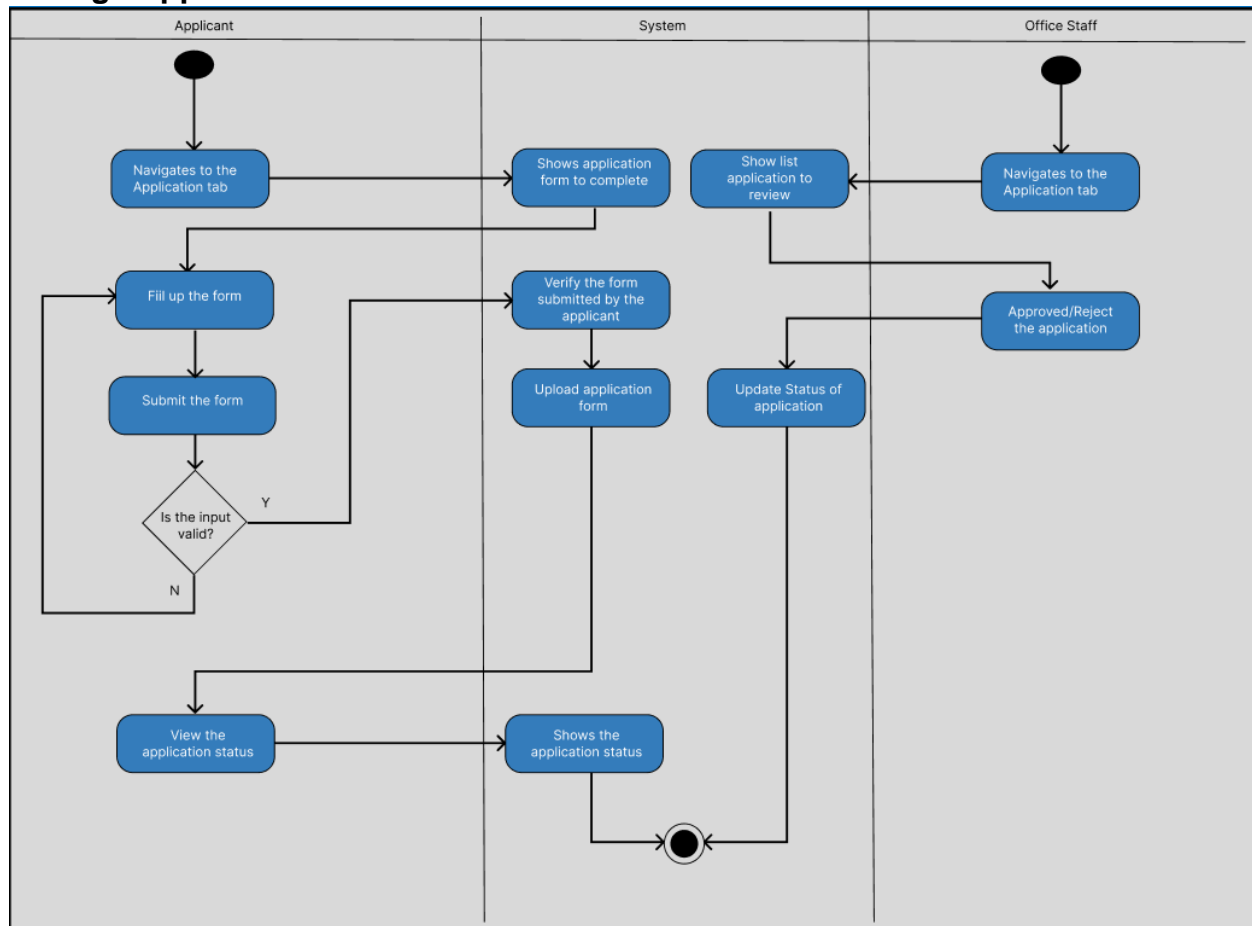 Applicant
System
Office Staff
Navigates to the
Application tab
Shows application
form to complete
Show list
application to
review
Navigates to the
Application tab
Fiil up the form
Verify the form
submitted by the
applicant
Approved/Reject
the application
Submit the form
Upload application
form
Update Status of
application
Is the input
valid?
Y
N
View the
application status
Shows the
application status